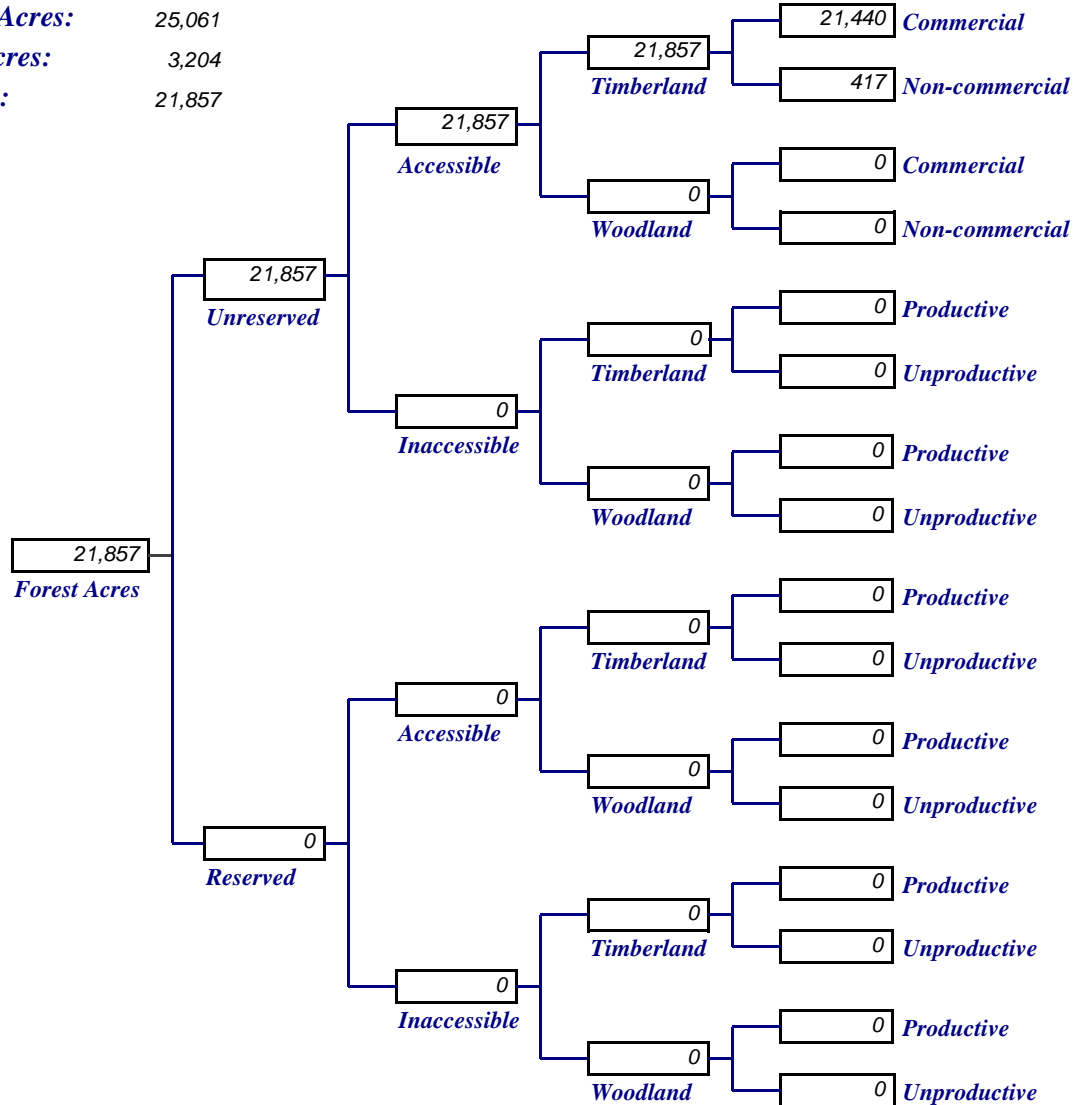 Acres: 25,061
cres: 3,204
: 21,857
21,440 Commercial
21,857
Timberland
417 Non-commercial
21,857
Accessible
0 Commercial
0
Woodland
0 Non-commercial
21,857
Unreserved
0 Productive
0
Timberland
0 Unproductive
0
Inaccessible
0 Productive
0
Woodland
0 Unproductive
21,857
Forest Acres
0 Productive
0
Timberland
0 Unproductive
0
Accessible
0 Productive
0
Woodland
0 Unproductive
0
Reserved
0 Productive
0
Timberland
0 Unproductive
0
Inaccessible
0 Productive
0
Woodland
0 Unproductive